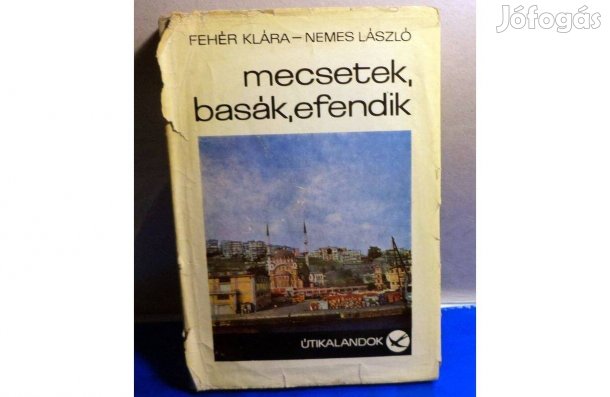 Jófogás
FEHÉR KLÁRA–NEMES LÁSZLÓ
mecsetek,
basák,efendik
ÚTIKALANDOK